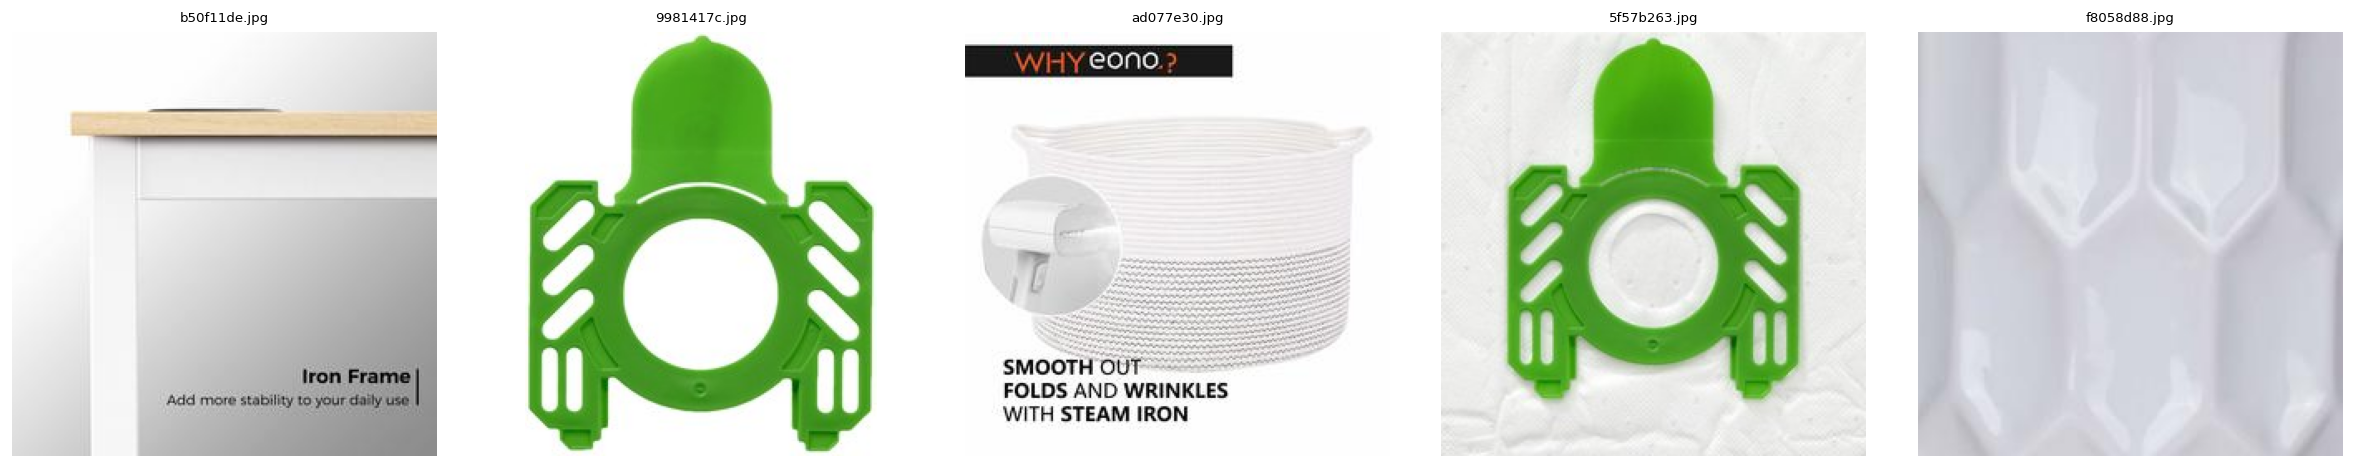 b50f11de.jpg
9981417c.jpg
ad077e30.jpg
5f57b263.jpg
f8058d88.jpg
Iron Frame
Add more stability to your daily use
WHY eono.?
SMOOTH OUT
FOLDS AND WRINKLES
WITH STEAM IRON